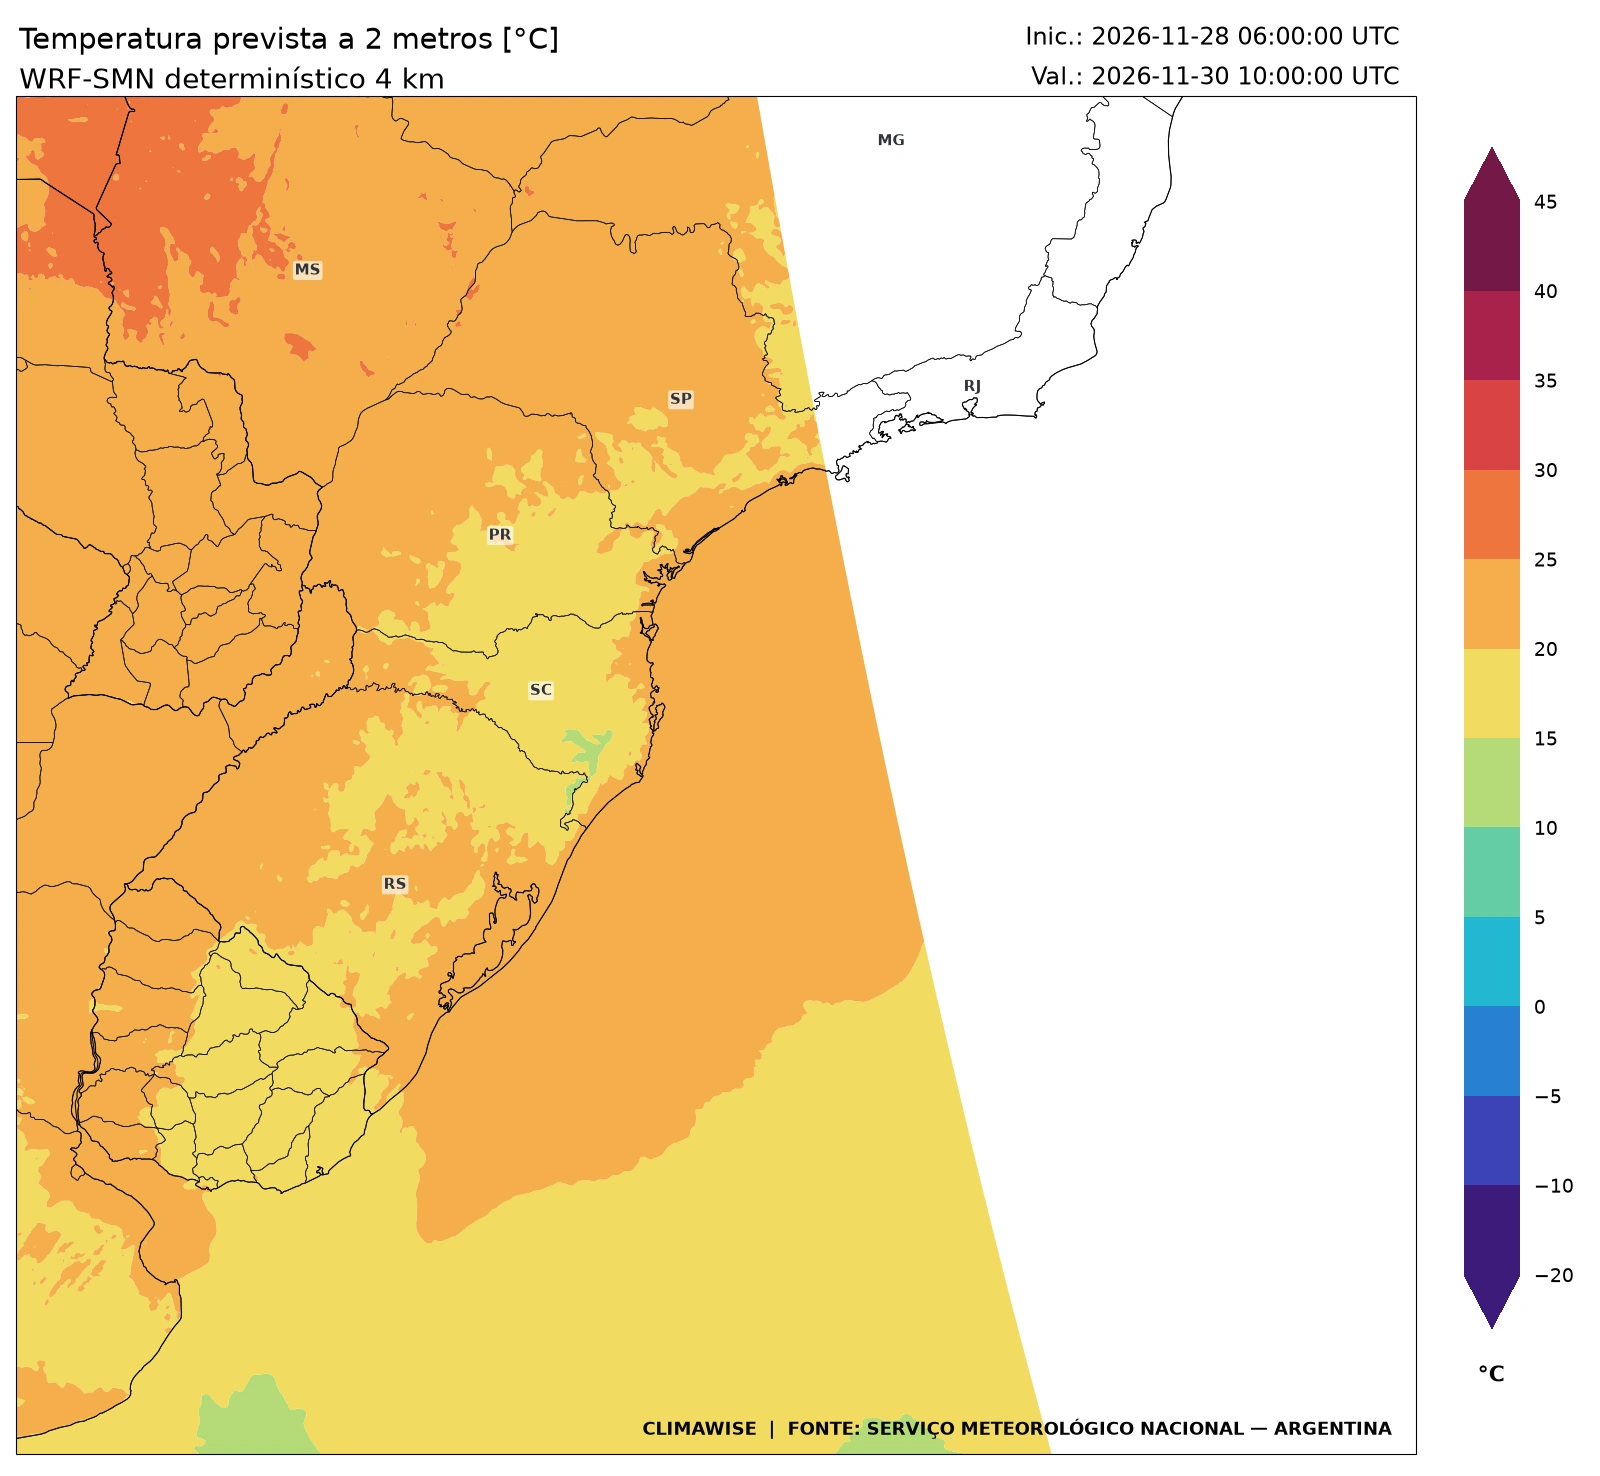 Temperatura prevista a 2 metros [°C]
WRF-SMN determinístico 4 km
Inic.: 2026-11-28 06:00:00 UTC
Val.: 2026-11-30 10:00:00 UTC
MG
MS
RJ
SP
PR
SC
RS
45
40
35
30
25
20
15
10
5
0
−5
−10
−20
°C
CLIMAWISE | FONTE: SERVIÇO METEOROLÓGICO NACIONAL — ARGENTINA